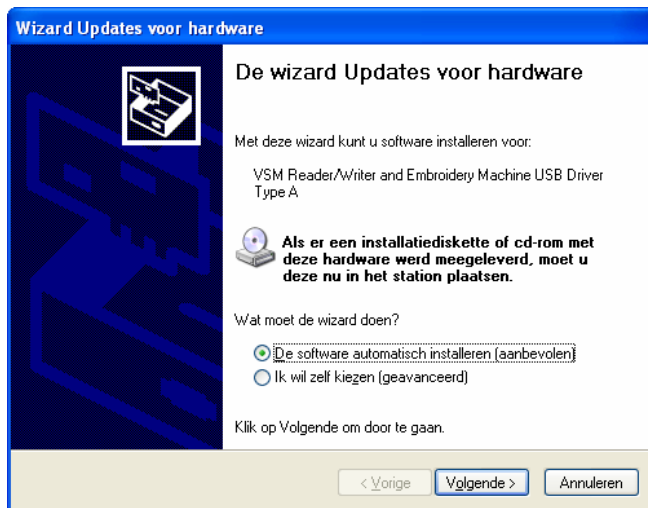 Wizard Updates voor hardware
De wizard Updates voor hardware
Met deze wizard kunt u software installeren voor:
VSM Reader/Writer and Embroidery Machine USB Driver
Type A
Als er een installatiediskette of cd-rom met
deze hardware werd meegeleverd, moet u
deze nu in het station plaatsen.
Wat moet de wizard doen?
De software automatisch installeren (aanbevolen)
Ik wil zelf kiezen (geavanceerd)
Klik op Volgende om door te gaan.
< Vorige Volgende > Annuleren